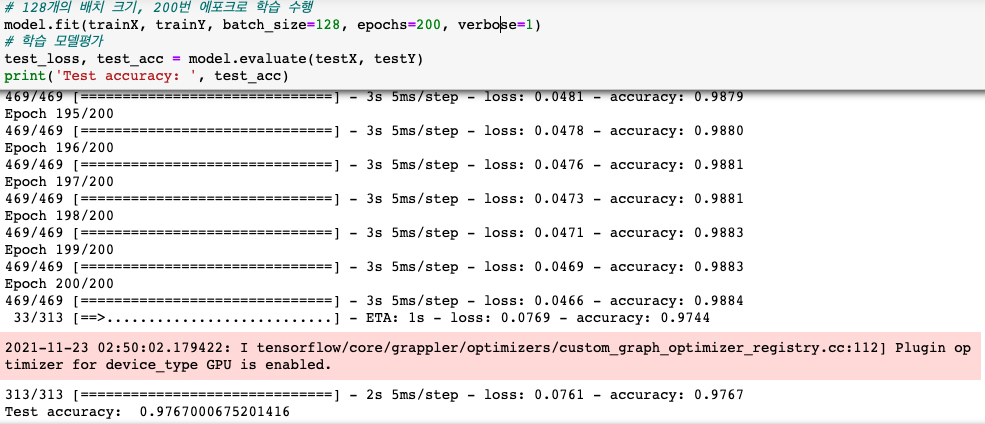 # 128개의 배치 크기, 200번 에포크로 학습 수행
model.fit(trainX, trainY, batch_size=128, epochs=200, verbose=1)
# 학습 모델평가
test_loss, test_acc = model.evaluate(testX, testY)
print('Test accuracy: ', test_acc)
469/469 [==============================] - 3s 5ms/step - loss: 0.0481 - accuracy: 0.9879
Epoch 195/200
469/469 [==============================] - 3s 5ms/step - loss: 0.0478 - accuracy: 0.9880
Epoch 196/200
469/469 [==============================] - 3s 5ms/step - loss: 0.0476 - accuracy: 0.9881
Epoch 197/200
469/469 [==============================] - 3s 5ms/step - loss: 0.0473 - accuracy: 0.9881
Epoch 198/200
469/469 [==============================] - 3s 5ms/step - loss: 0.0471 - accuracy: 0.9883
Epoch 199/200
469/469 [==============================] - 3s 5ms/step - loss: 0.0469 - accuracy: 0.9883
Epoch 200/200
469/469 [==============================] - 3s 5ms/step - loss: 0.0466 - accuracy: 0.9884
33/313 [==>...........................] - ETA: 1s - loss: 0.0769 - accuracy: 0.9744
2021-11-23 02:50:02.179422: I tensorflow/core/grappler/optimizers/custom_graph_optimizer_registry.cc:112] Plugin op
timizer for device_type GPU is enabled.
313/313 [==============================] - 2s 5ms/step - loss: 0.0761 - accuracy: 0.9767
Test accuracy:  0.9767000675201416